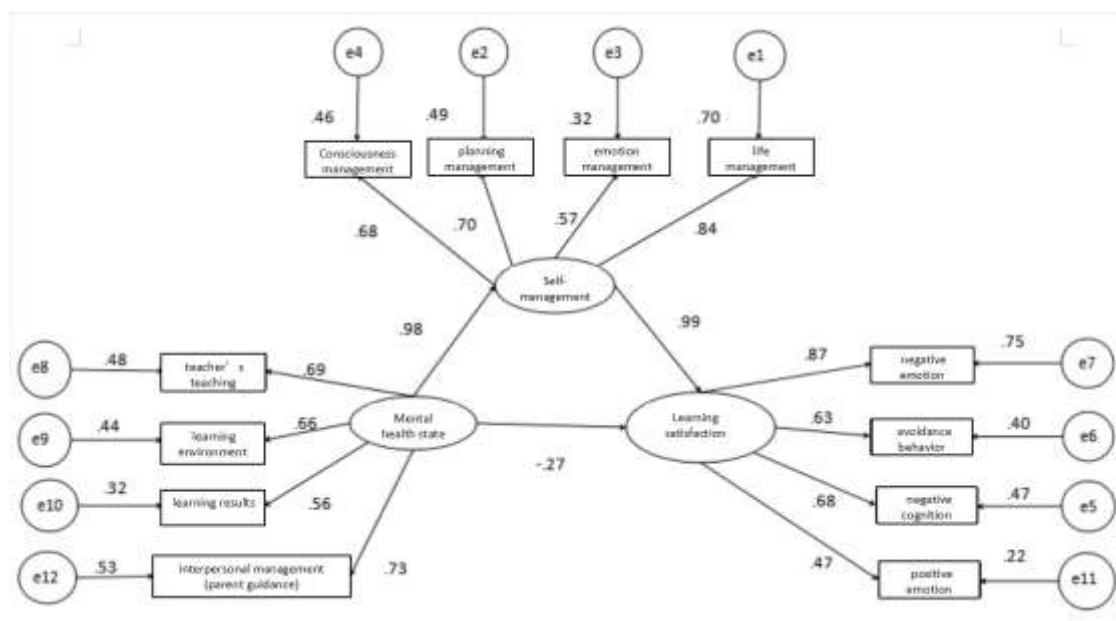 e4
e2
e3
e1
.46
.49
.32
.70
Consciousness
management
planning
management
emotion
management
life
management
.68
.70
.57
.84
Self-
management
.98
.99
e8
.48
teacher’s
teaching
.69
.87
negative
emotion
.75
e7
e9
.44
learning
environment
.66
Mental
health state
-.27
Learning
satisfaction
.63
avoidance
behavior
.40
e6
e10
.32
learning results
.56
.68
negative
cognition
.47
e5
e12
.53
interpersonal management
(parent guidance)
.73
.47
positive
emotion
.22
e11